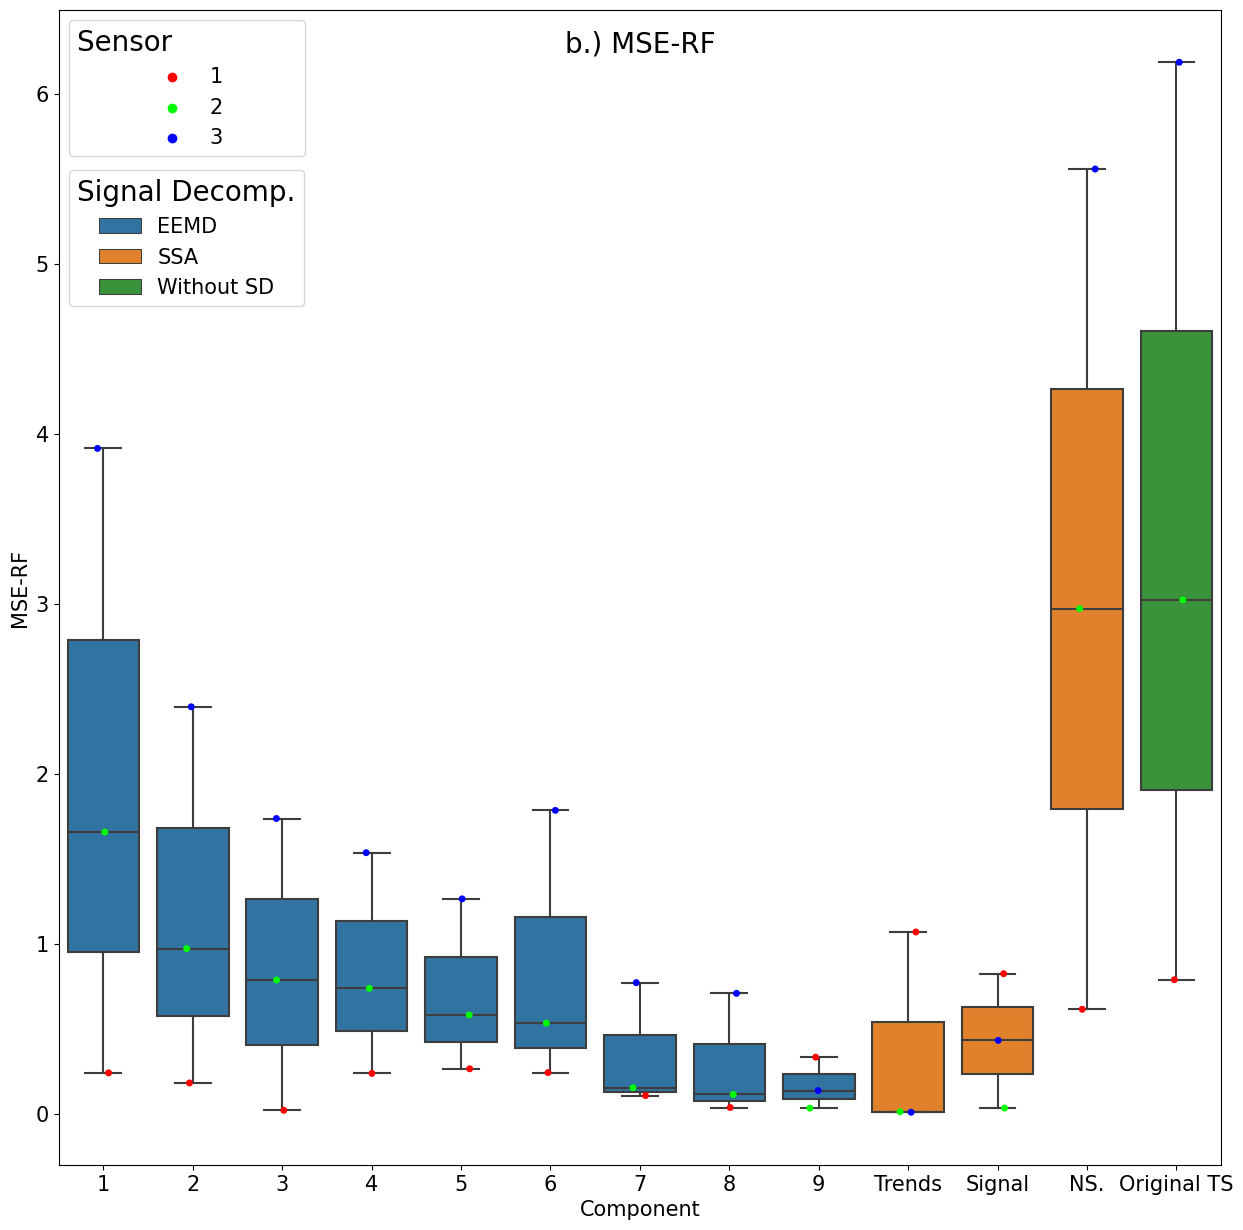 b.) MSE-RF
Sensor
1
2
3
Signal Decomp.
EEMD
SSA
Without SD
MSE-RF
6
5
4
3
2
1
0
1 2 3 4 5 6 7 8 9 Trends Signal NS. Original TS
Component